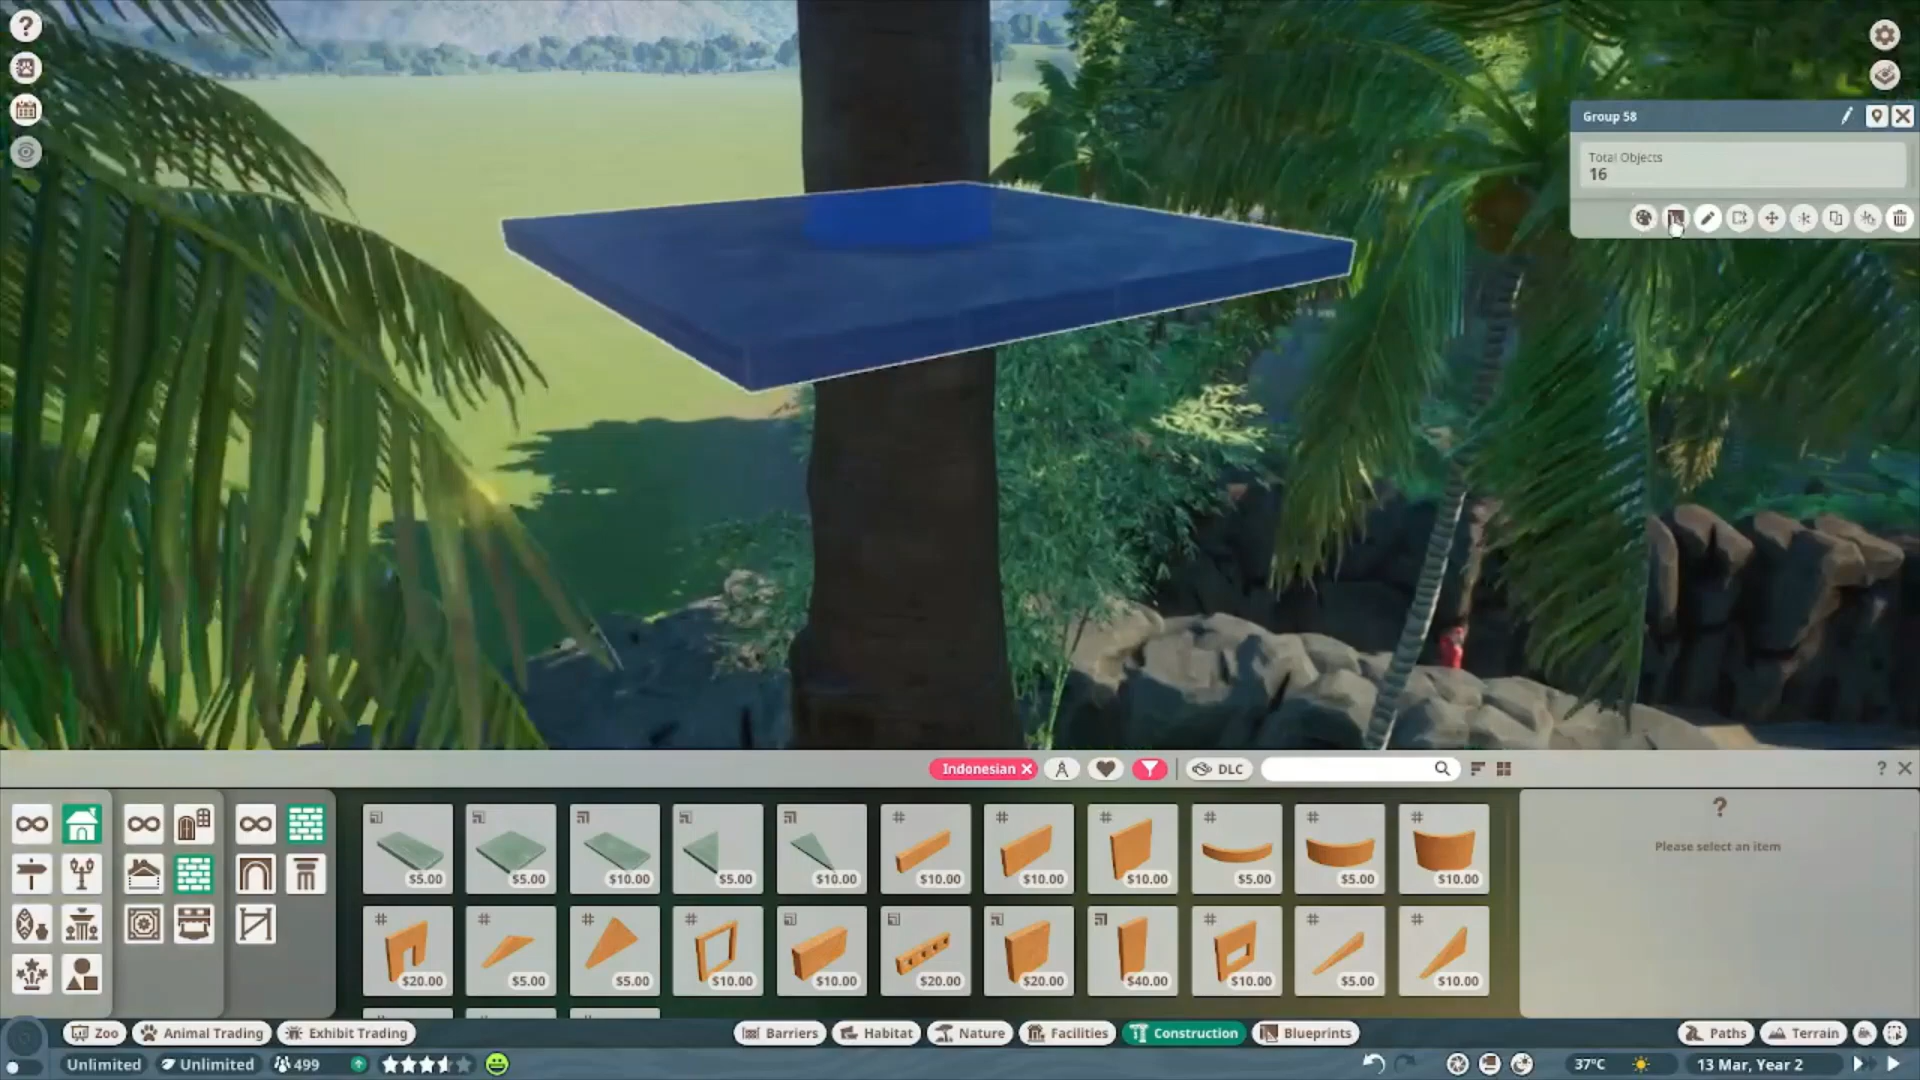 Group 58
Total Objects
16
Indonesian
DLC
$5.00
$5.00
$10.00
$5.00
$10.00
$10.00
$10.00
$10.00
$5.00
$5.00
$10.00
$20.00
$5.00
$5.00
$10.00
$10.00
$20.00
$20.00
$40.00
$10.00
$5.00
$10.00
?
Please select an item
Zoo
Animal Trading
Exhibit Trading
Barriers
Habitat
Nature
Facilities
Construction
Blueprints
Paths
Terrain
Unlimited
Unlimited
499
37°C
13 Mar, Year 2